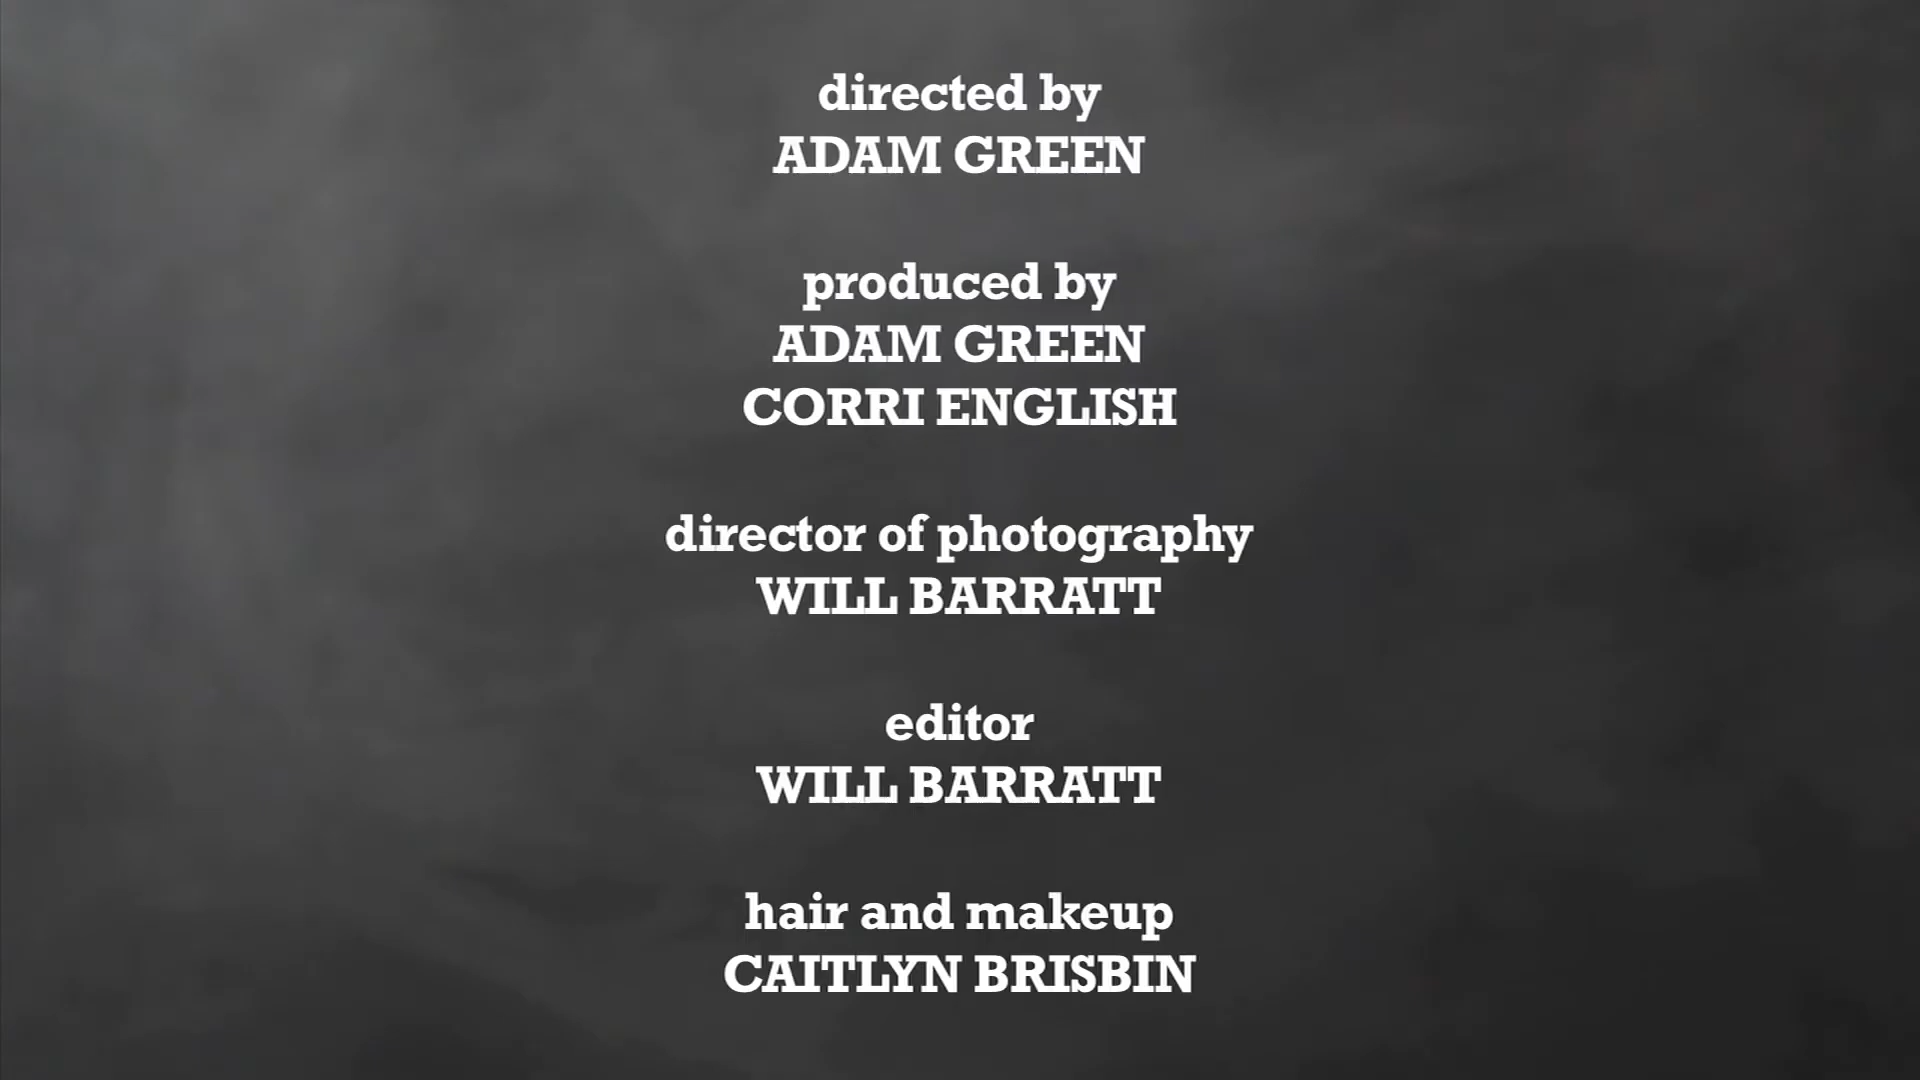 directed by
ADAM GREEN
produced by
ADAM GREEN
CORRI ENGLISH
director of photography
WILL BARRATT
editor
WILL BARRATT
hair and makeup
CAITLYN BRISBIN